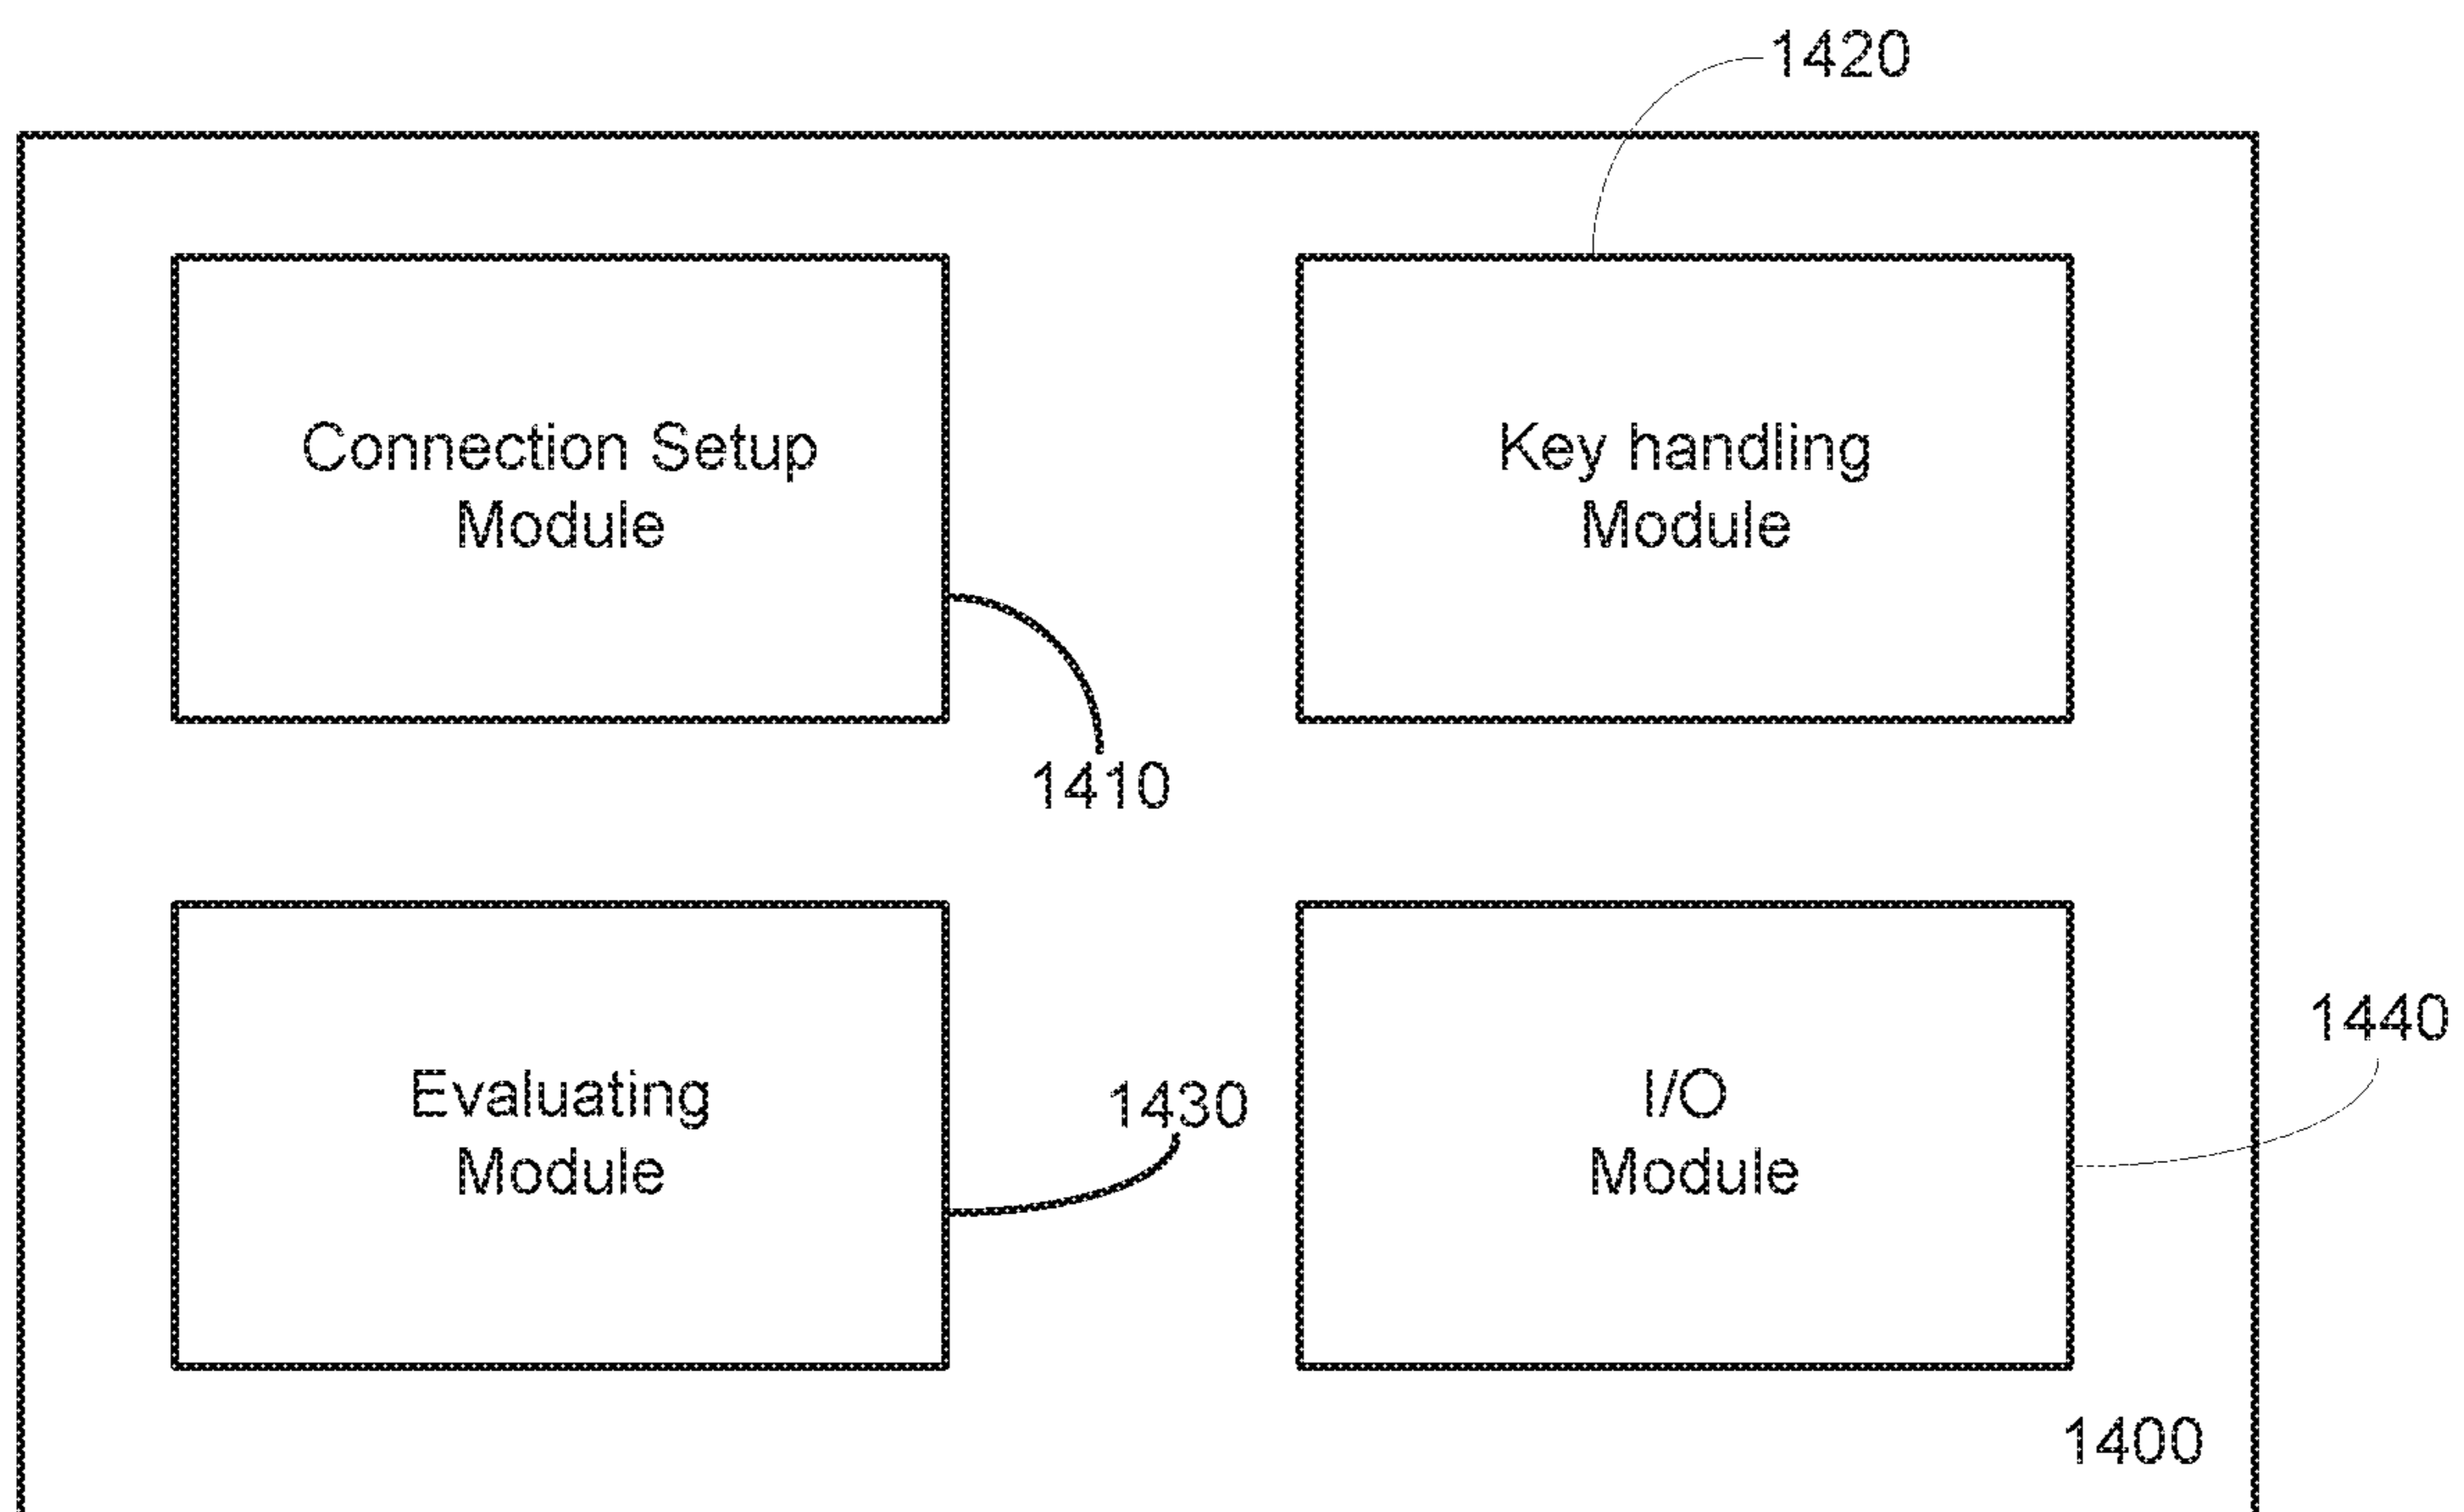 1420
Connection Setup
Module
Key handling
Module
1410
Evaluating
Module
1430
I/O
Module
1440
1400